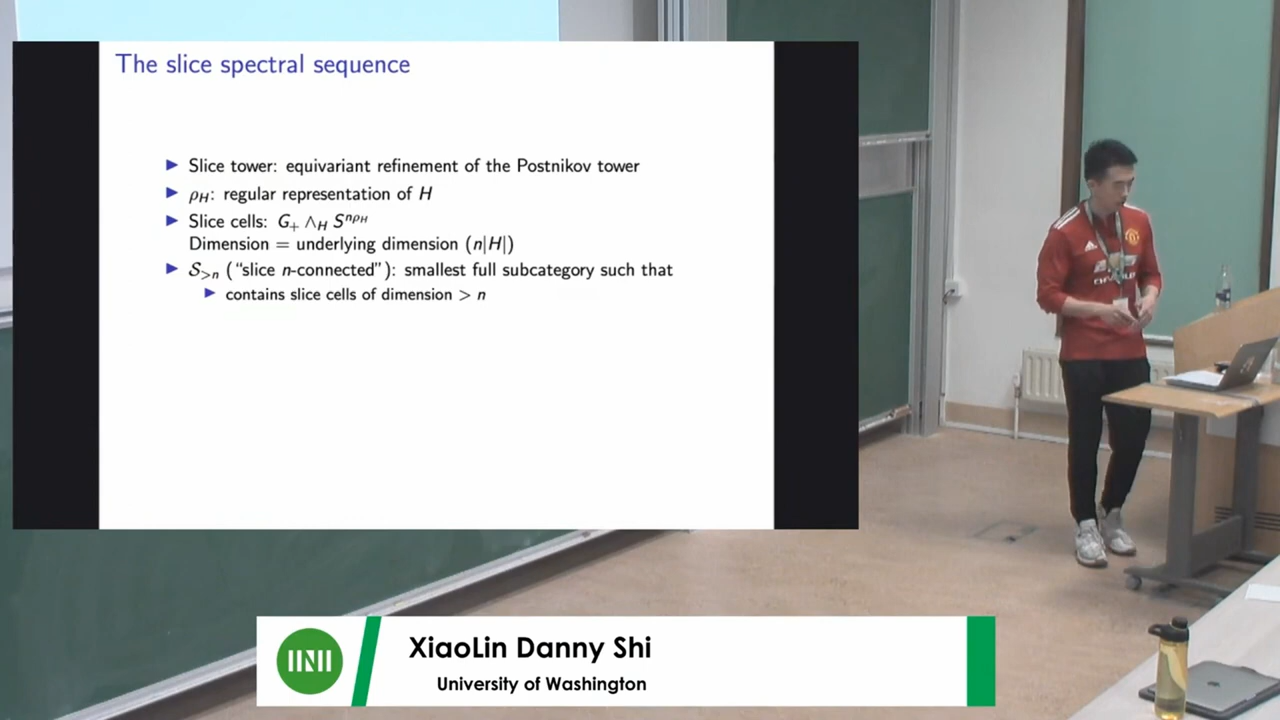 The slice spectral sequence
▶ Slice tower: equivariant refinement of the Postnikov tower
▶ ρ_H: regular representation of H
▶ Slice cells: G₊ ∧_H S^{nρ_H}
Dimension = underlying dimension (n|H|)
▶ 𝒮_{>n} (“slice n-connected”): smallest full subcategory such that
▶ contains slice cells of dimension > n
XiaoLin Danny Shi
University of Washington